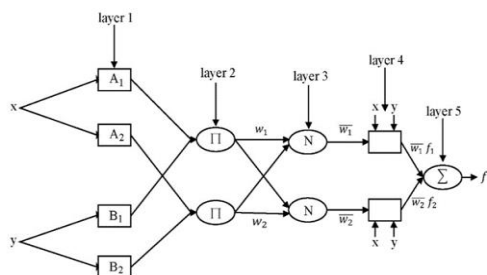 layer 1
layer 2
layer 3
layer 4
layer 5
x y
x
A₁
A₂
∏
w₁
N
w̅₁
w̅₁ f₁
∑
f
y
B₁
B₂
∏
w₂
N
w̅₂
w̅₂ f₂
x y